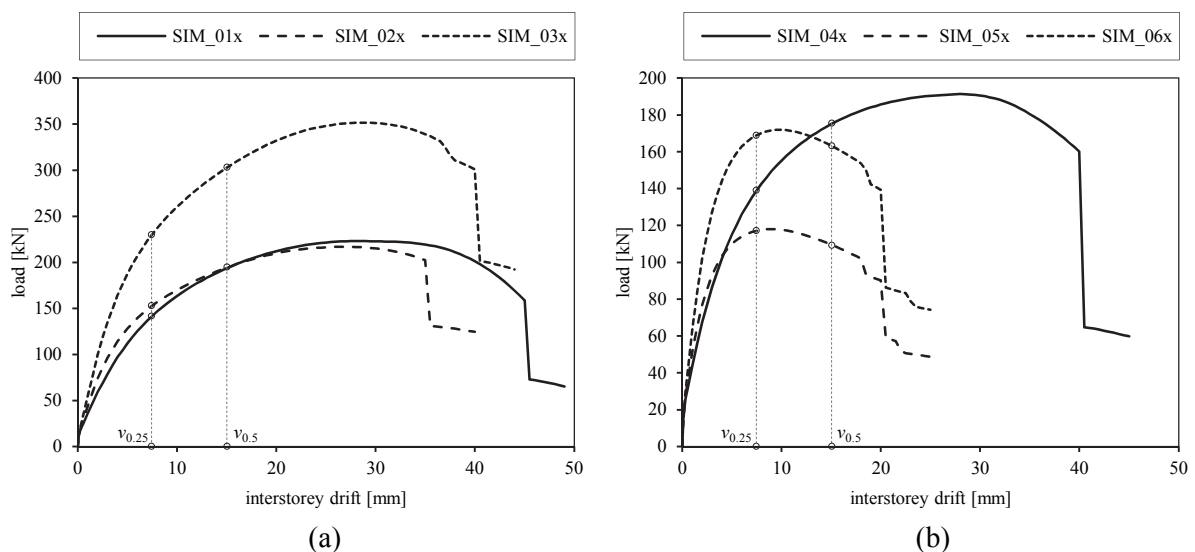 SIM_01x SIM_02x SIM_03x
400
350
300
250
200
150
100
50
0
load [kN]
v0.25
v0.5
0 10 20 30 40 50
interstorey drift [mm]
(a)
SIM_04x SIM_05x SIM_06x
200
180
160
140
120
100
80
60
40
20
0
load [kN]
v0.25
v0.5
0 10 20 30 40 50
interstorey drift [mm]
(b)